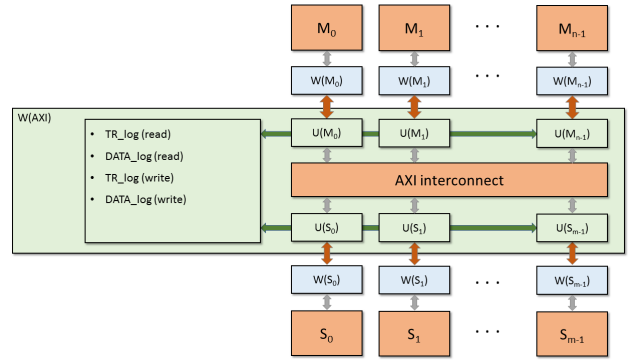 M0 M1 · · · Mn-1
W(M0) W(M1) · · · W(Mn-1)
W(AXI)
• TR_log (read)
• DATA_log (read)
• TR_log (write)
• DATA_log (write)
U(M0) U(M1) U(Mn-1)
AXI interconnect
U(S0) U(S1) U(Sm-1)
W(S0) W(S1) · · · W(Sm-1)
S0 S1 · · · Sm-1